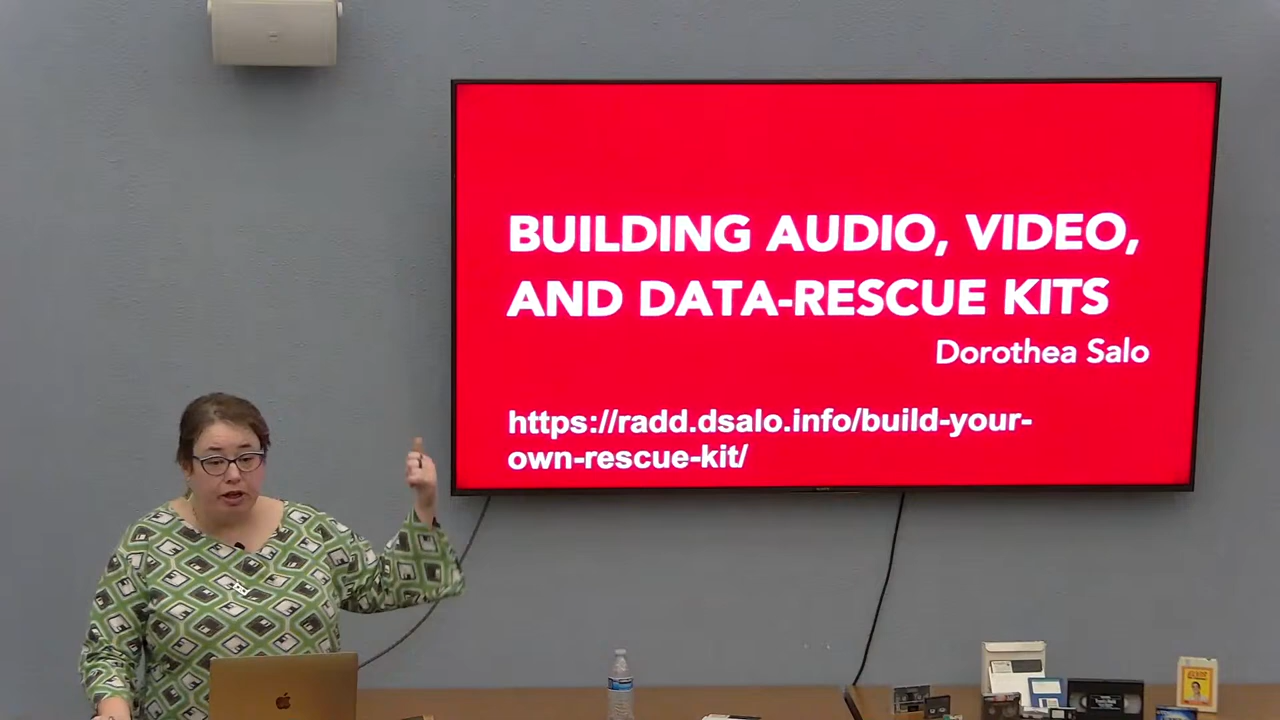 BUILDING AUDIO, VIDEO,
AND DATA-RESCUE KITS
Dorothea Salo
https://radd.dsalo.info/build-your-
own-rescue-kit/